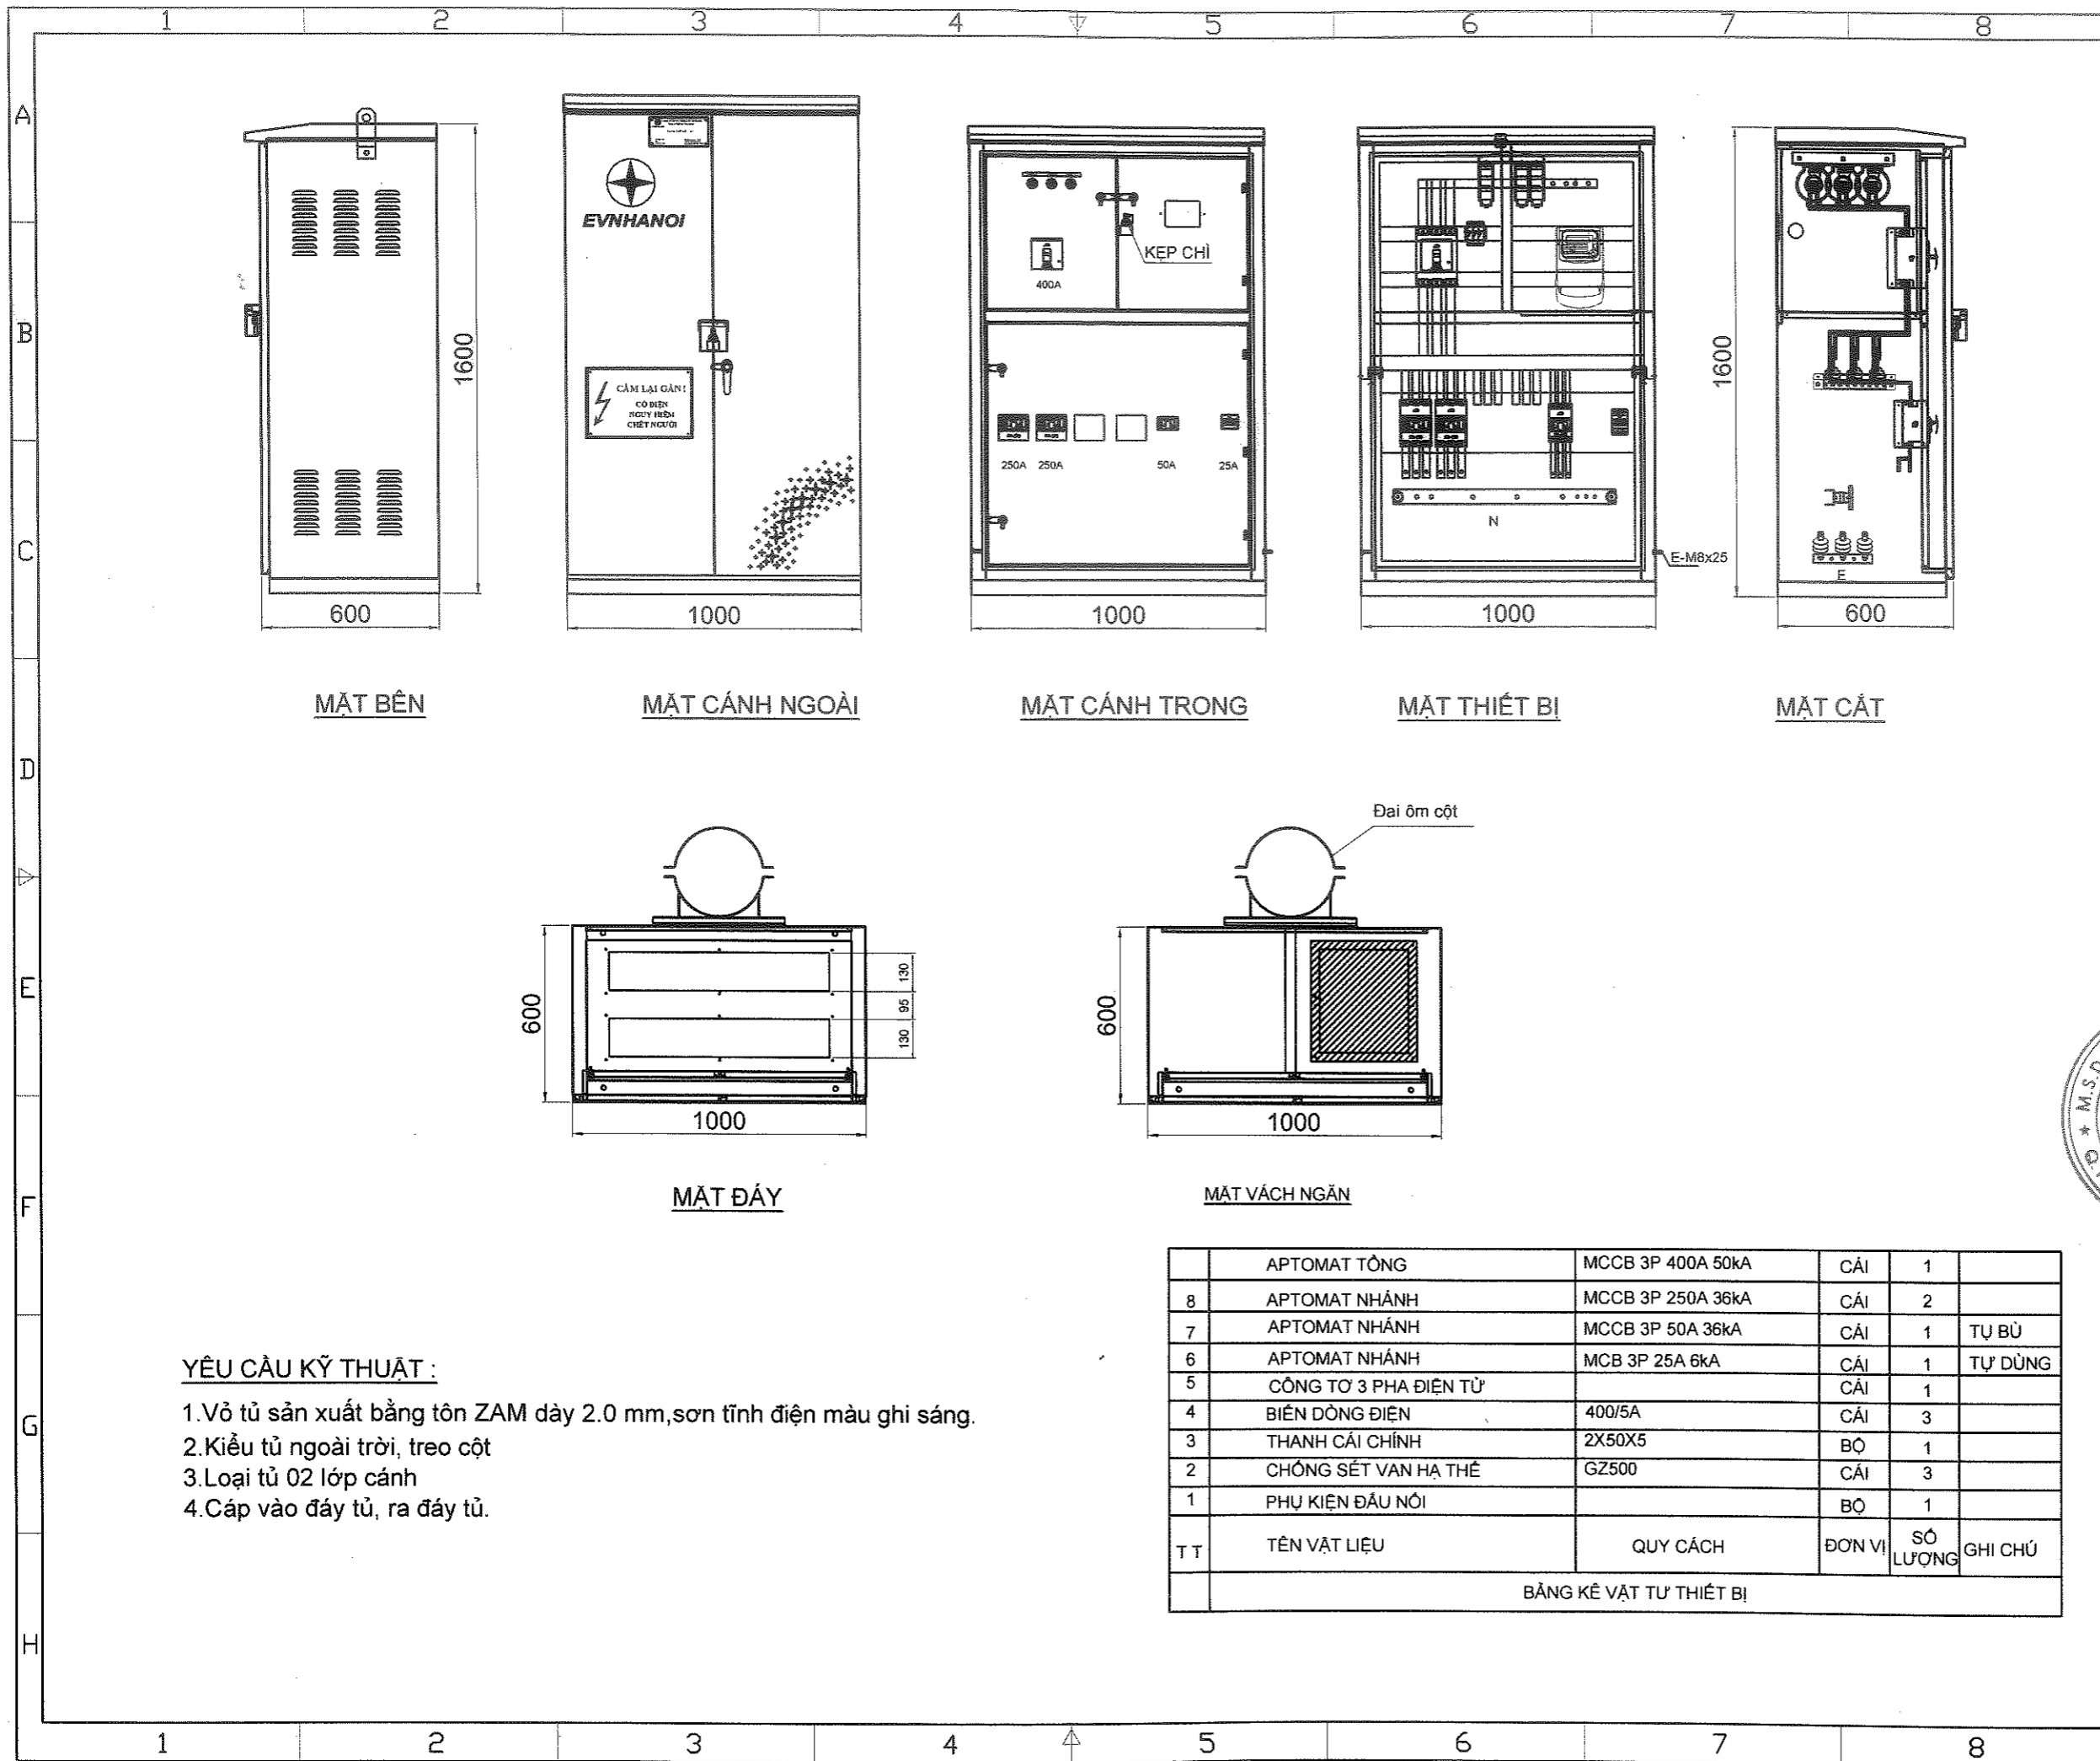 1 2 3 4 5 6 7 8
A
B
C
D
E
F
G
H
EVNHANOI
CẤM LẠI GẦN !
CÓ ĐIỆN
NGUY HIỂM
CHẾT NGƯỜI
KẸP CHÌ
400A
250A 250A 50A 25A
N
E-M8x25
E
1600
1600
600
1000
1000
1000
600
MẶT BÊN
MẶT CÁNH NGOÀI
MẶT CÁNH TRONG
MẶT THIẾT BỊ
MẶT CẮT
Đai ôm cột
600
130
95
130
1000
600
1000
MẶT ĐÁY
MẶT VÁCH NGĂN
M.S.D
YÊU CẦU KỸ THUẬT :
1.Vỏ tủ sản xuất bằng tôn ZAM dày 2.0 mm,sơn tĩnh điện màu ghi sáng.
2.Kiểu tủ ngoài trời, treo cột
3.Loại tủ 02 lớp cánh
4.Cáp vào đáy tủ, ra đáy tủ.
APTOMAT TỔNG MCCB 3P 400A 50kA CÁI 1
8 APTOMAT NHÁNH MCCB 3P 250A 36kA CÁI 2
7 APTOMAT NHÁNH MCCB 3P 50A 36kA CÁI 1 TỤ BÙ
6 APTOMAT NHÁNH MCB 3P 25A 6kA CÁI 1 TỰ DÙNG
5 CÔNG TƠ 3 PHA ĐIỆN TỬ CÁI 1
4 BIẾN DÒNG ĐIỆN 400/5A CÁI 3
3 THANH CÁI CHÍNH 2X50X5 BỘ 1
2 CHỐNG SÉT VAN HẠ THẾ GZ500 CÁI 3
1 PHỤ KIỆN ĐẤU NỐI BỘ 1
TT TÊN VẬT LIỆU QUY CÁCH ĐƠN VỊ SỐ LƯỢNG GHI CHÚ
BẢNG KÊ VẬT TƯ THIẾT BỊ
1 2 3 4 5 6 7 8